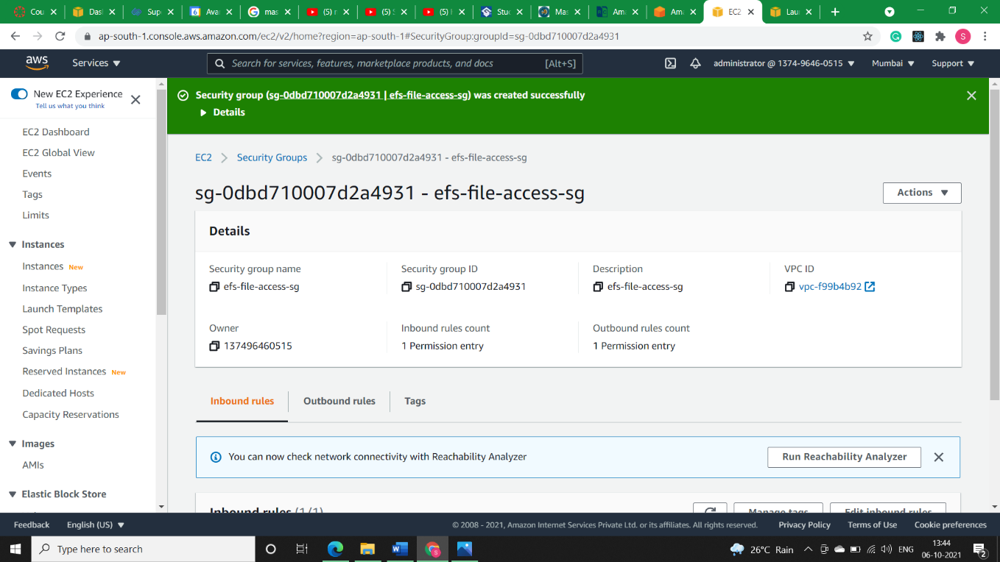 Cou
Dasl
Sup
6 Ava
mas
(5) r
(5) S
(5) I
Stuc
Mas
Ama
Ama
EC2
Lau
ap-south-1.console.aws.amazon.com/ec2/v2/home?region=ap-south-1#SecurityGroup:groupId=sg-0dbd710007d2a4931
S
aws
Services
Search for services, features, marketplace products, and docs
[Alt+S]
administrator @ 1374-9646-0515
Mumbai
Support
New EC2 Experience
Tell us what you think
EC2 Dashboard
EC2 Global View
Events
Tags
Limits
Instances
Instances New
Instance Types
Launch Templates
Spot Requests
Savings Plans
Reserved Instances New
Dedicated Hosts
Capacity Reservations
Images
AMIs
Elastic Block Store
Security group (sg-0dbd710007d2a4931 | efs-file-access-sg) was created successfully
Details
EC2
Security Groups
sg-0dbd710007d2a4931 - efs-file-access-sg
sg-0dbd710007d2a4931 - efs-file-access-sg
Actions
Details
Security group name
efs-file-access-sg
Security group ID
sg-0dbd710007d2a4931
Description
efs-file-access-sg
VPC ID
vpc-f99b4b92
Owner
137496460515
Inbound rules count
1 Permission entry
Outbound rules count
1 Permission entry
Inbound rules
Outbound rules
Tags
You can now check network connectivity with Reachability Analyzer
Run Reachability Analyzer
Inbound rules (1/1)
Manage tags
Edit inbound rules
Feedback
English (US)
© 2008 - 2021, Amazon Internet Services Private Ltd. or its affiliates. All rights reserved.
Privacy Policy
Terms of Use
Cookie preferences
Type here to search
26°C Rain
ENG
13:44
06-10-2021
2